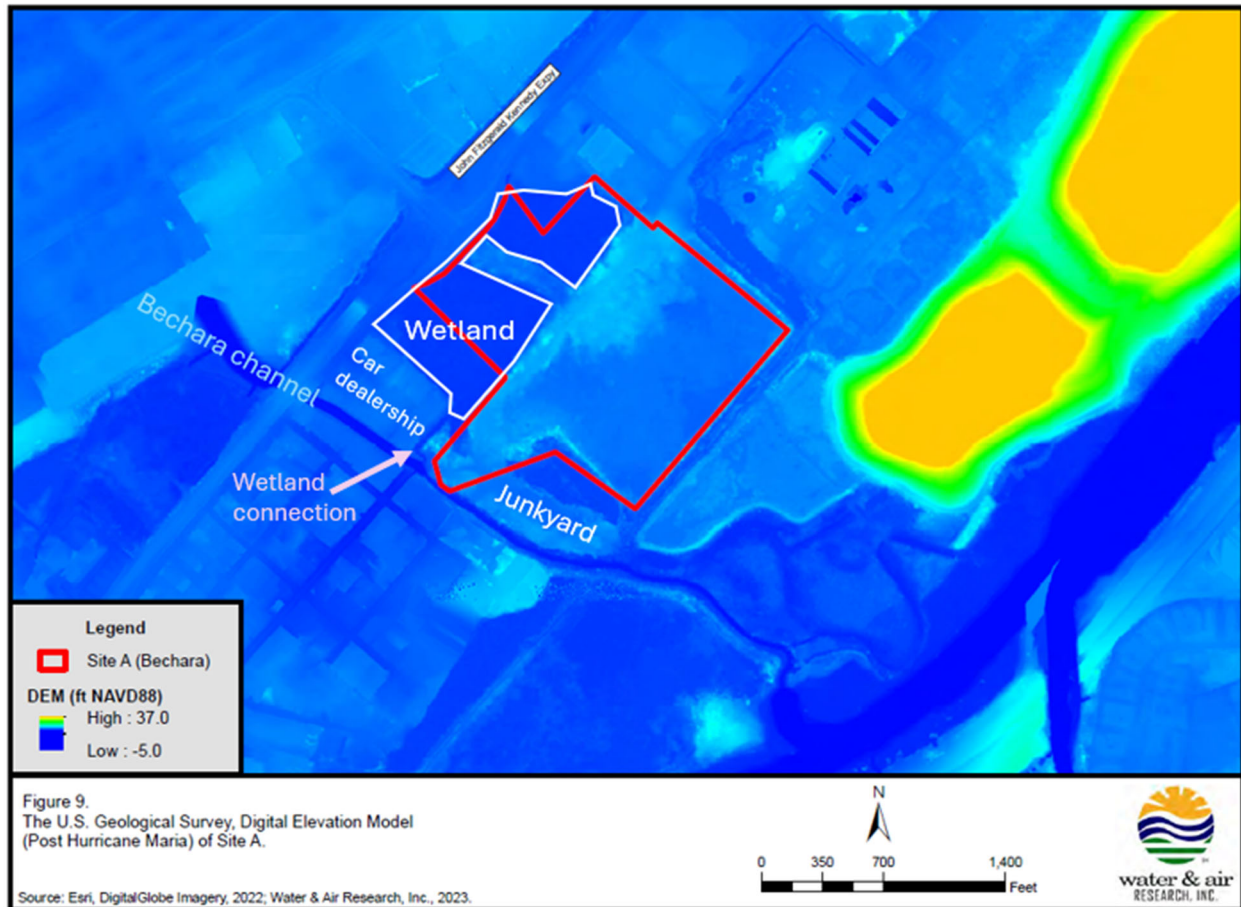 John Fitzgerald Kennedy Expy
Bechara channel
Wetland
Car
dealership
Wetland
connection
Junkyard
Legend
Site A (Bechara)
DEM (ft NAVD88)
High : 37.0
Low : -5.0
Figure 9.
The U.S. Geological Survey, Digital Elevation Model
(Post Hurricane Maria) of Site A.
Source: Esri, DigitalGlobe Imagery, 2022; Water & Air Research, Inc., 2023.
N
0 350 700 1,400
Feet
water & air
RESEARCH, INC.